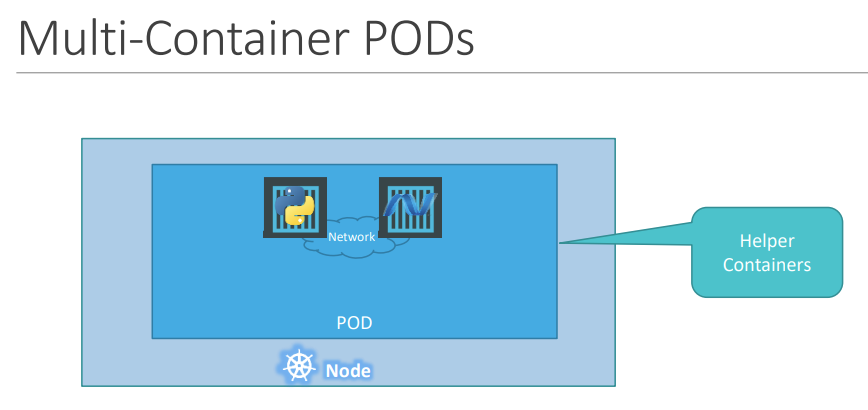 Multi-Container PODs
Network
Helper
Containers
POD
Node